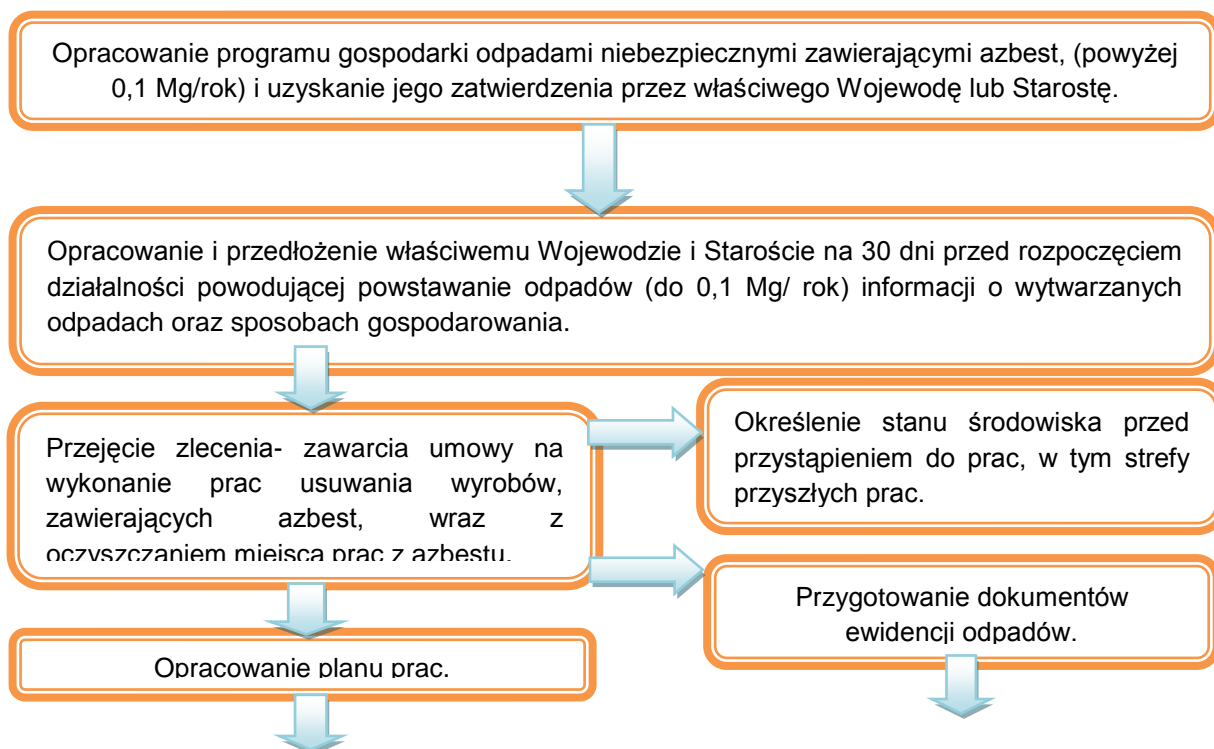 Opracowanie programu gospodarki odpadami niebezpiecznymi zawierającymi azbest, (powyżej
0,1 Mg/rok) i uzyskanie jego zatwierdzenia przez właściwego Wojewodę lub Starostę.
Opracowanie i przedłożenie właściwemu Wojewodzie i Staroście na 30 dni przed rozpoczęciem
działalności powodującej powstawanie odpadów (do 0,1 Mg/ rok) informacji o wytwarzanych
odpadach oraz sposobach gospodarowania.
Przejęcie zlecenia- zawarcia umowy na
wykonanie prac usuwania wyrobów,
zawierających azbest, wraz z
oczyszczaniem miejsca prac z azbestu.
Określenie stanu środowiska przed
przystąpieniem do prac, w tym strefy
przyszłych prac.
Przygotowanie dokumentów
ewidencji odpadów.
Opracowanie planu prac.